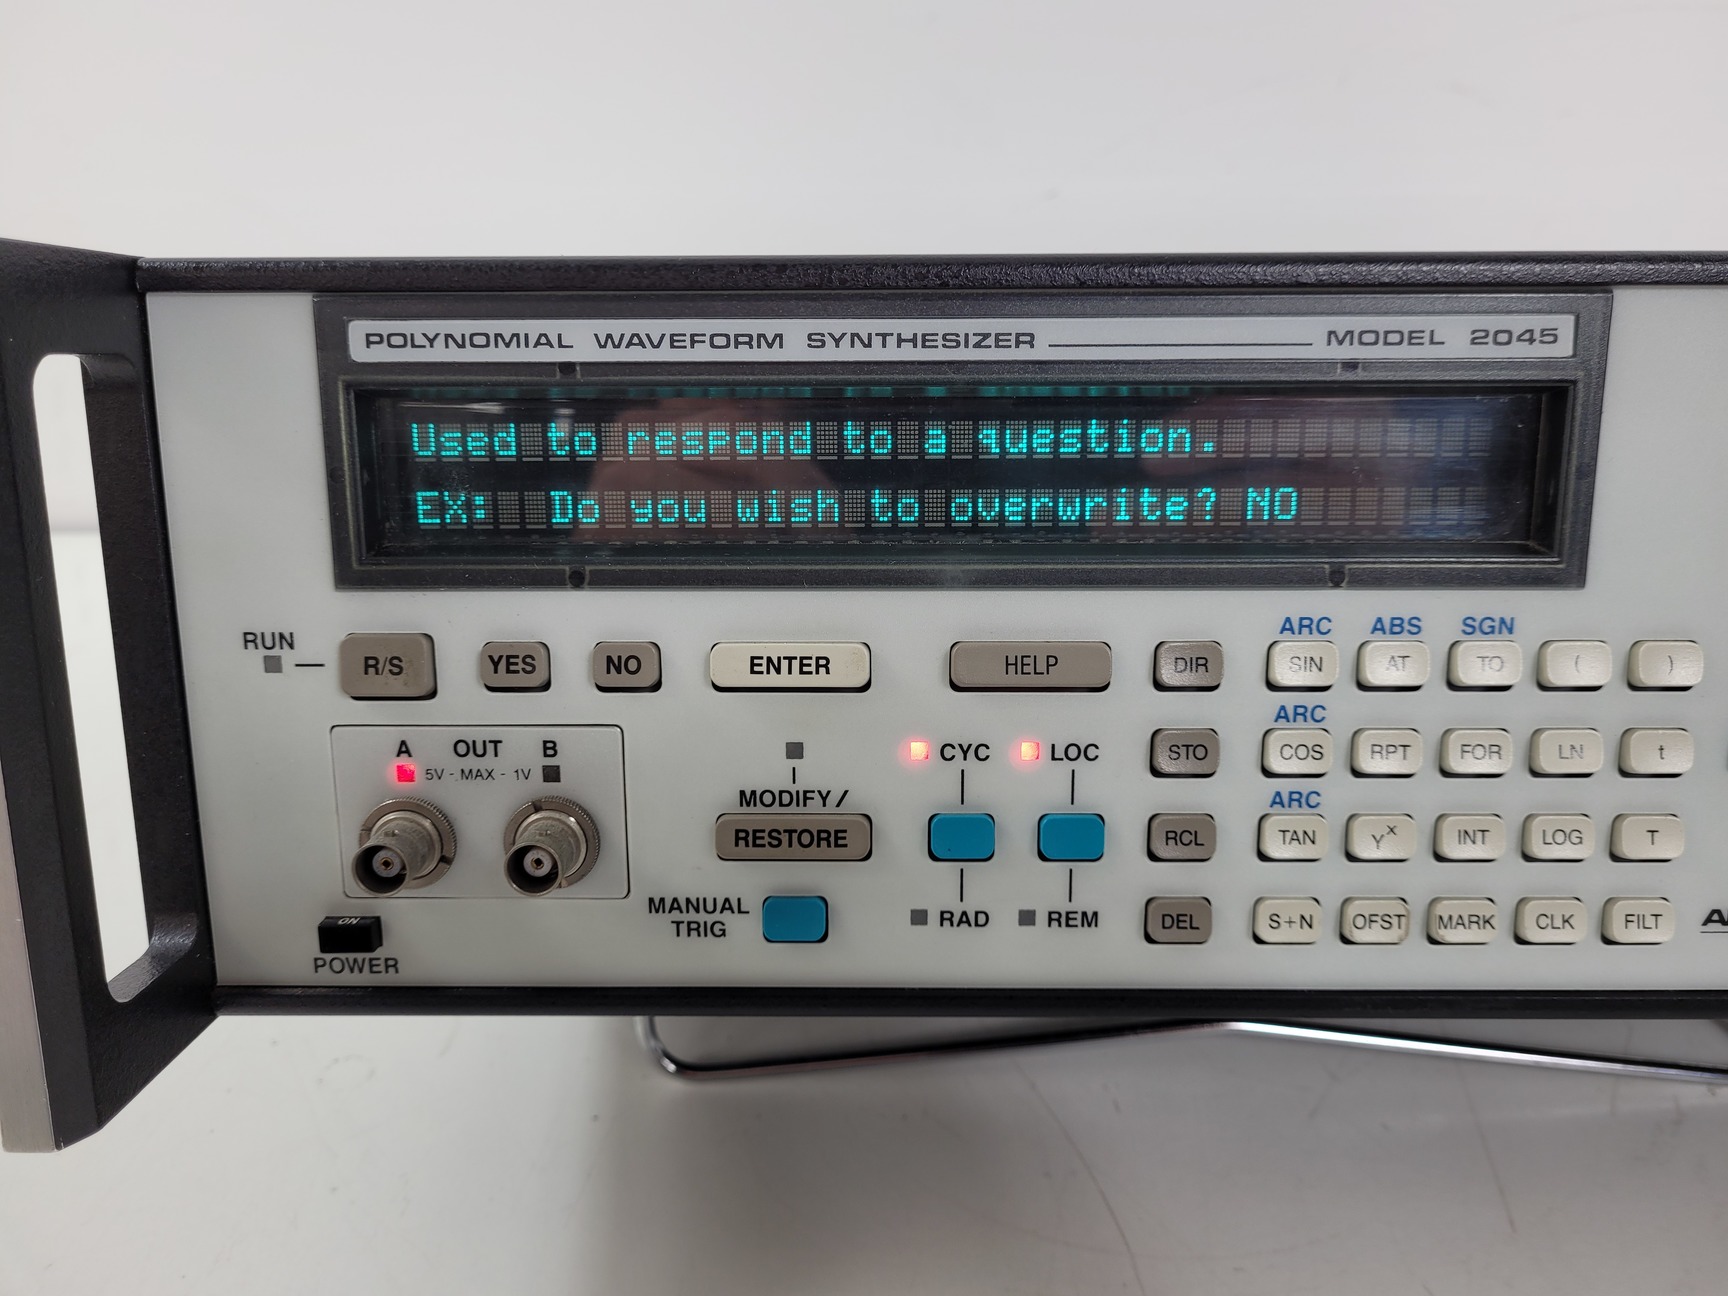 POLYNOMIAL WAVEFORM SYNTHESIZER MODEL 2045
Used to respond to a question.
EX: Do you wish to overwrite? NO
RUN
R/S YES NO ENTER HELP DIR
ARC ABS SGN
SIN AT TO ( )
A OUT B
5V - MAX - 1V
CYC LOC
STO
ARC
COS RPT FOR LN t
MODIFY/
RESTORE
RCL
ARC
TAN Y^X INT LOG T
MANUAL
TRIG
RAD REM
DEL S+N OFST MARK CLK FILT
ON
POWER